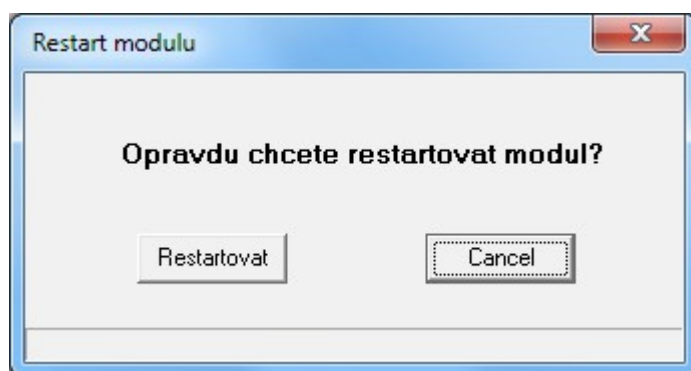 Restart modulu
Opravdu chcete restartovat modul?
Restartovat
Cancel